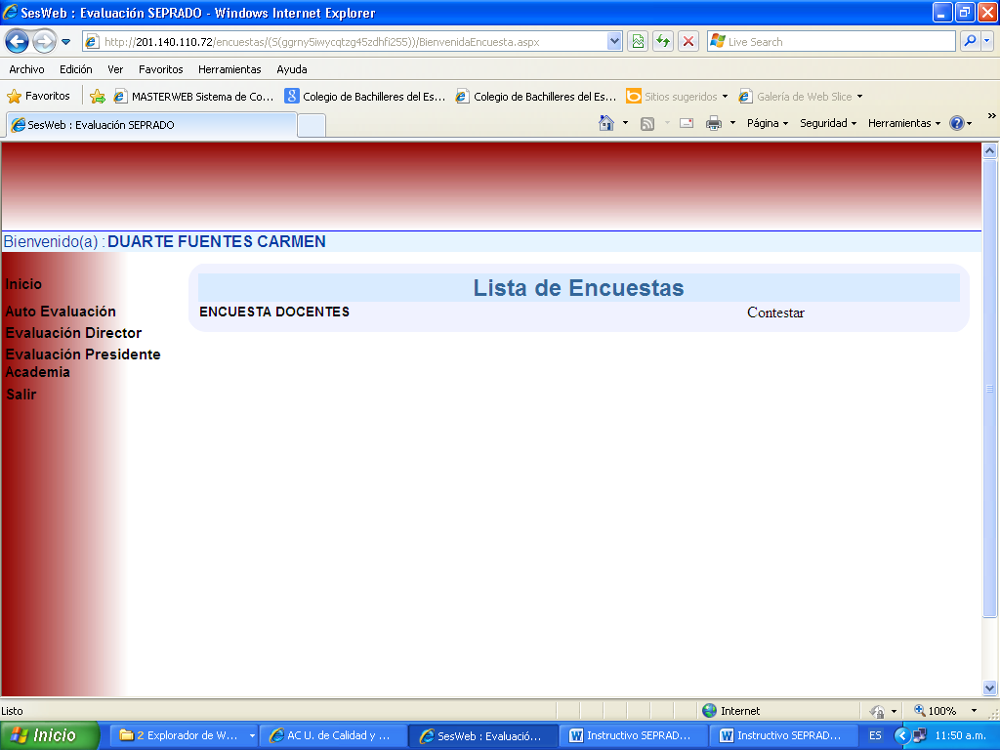 SesWeb : Evaluación SEPRADO - Windows Internet Explorer
http://201.140.110.72/encuestas/(S(ggrny5iwycqtzg45zdhfi255))/BienvenidaEncuesta.aspx
Live Search
Archivo Edición Ver Favoritos Herramientas Ayuda
Favoritos MASTERWEB Sistema de Co... Colegio de Bachilleres del Es... Colegio de Bachilleres del Es... Sitios sugeridos Galería de Web Slice
SesWeb : Evaluación SEPRADO
Página Seguridad Herramientas »
Bienvenido(a) : DUARTE FUENTES CARMEN
Inicio
Auto Evaluación
Evaluación Director
Evaluación Presidente
Academia
Salir
Lista de Encuestas
ENCUESTA DOCENTES Contestar
Listo Internet 100%
Inicio 2 Explorador de W... AC U. de Calidad y ... SesWeb : Evaluació... Instructivo SEPRAD... Instructivo SEPRAD... ES 11:50 a.m.